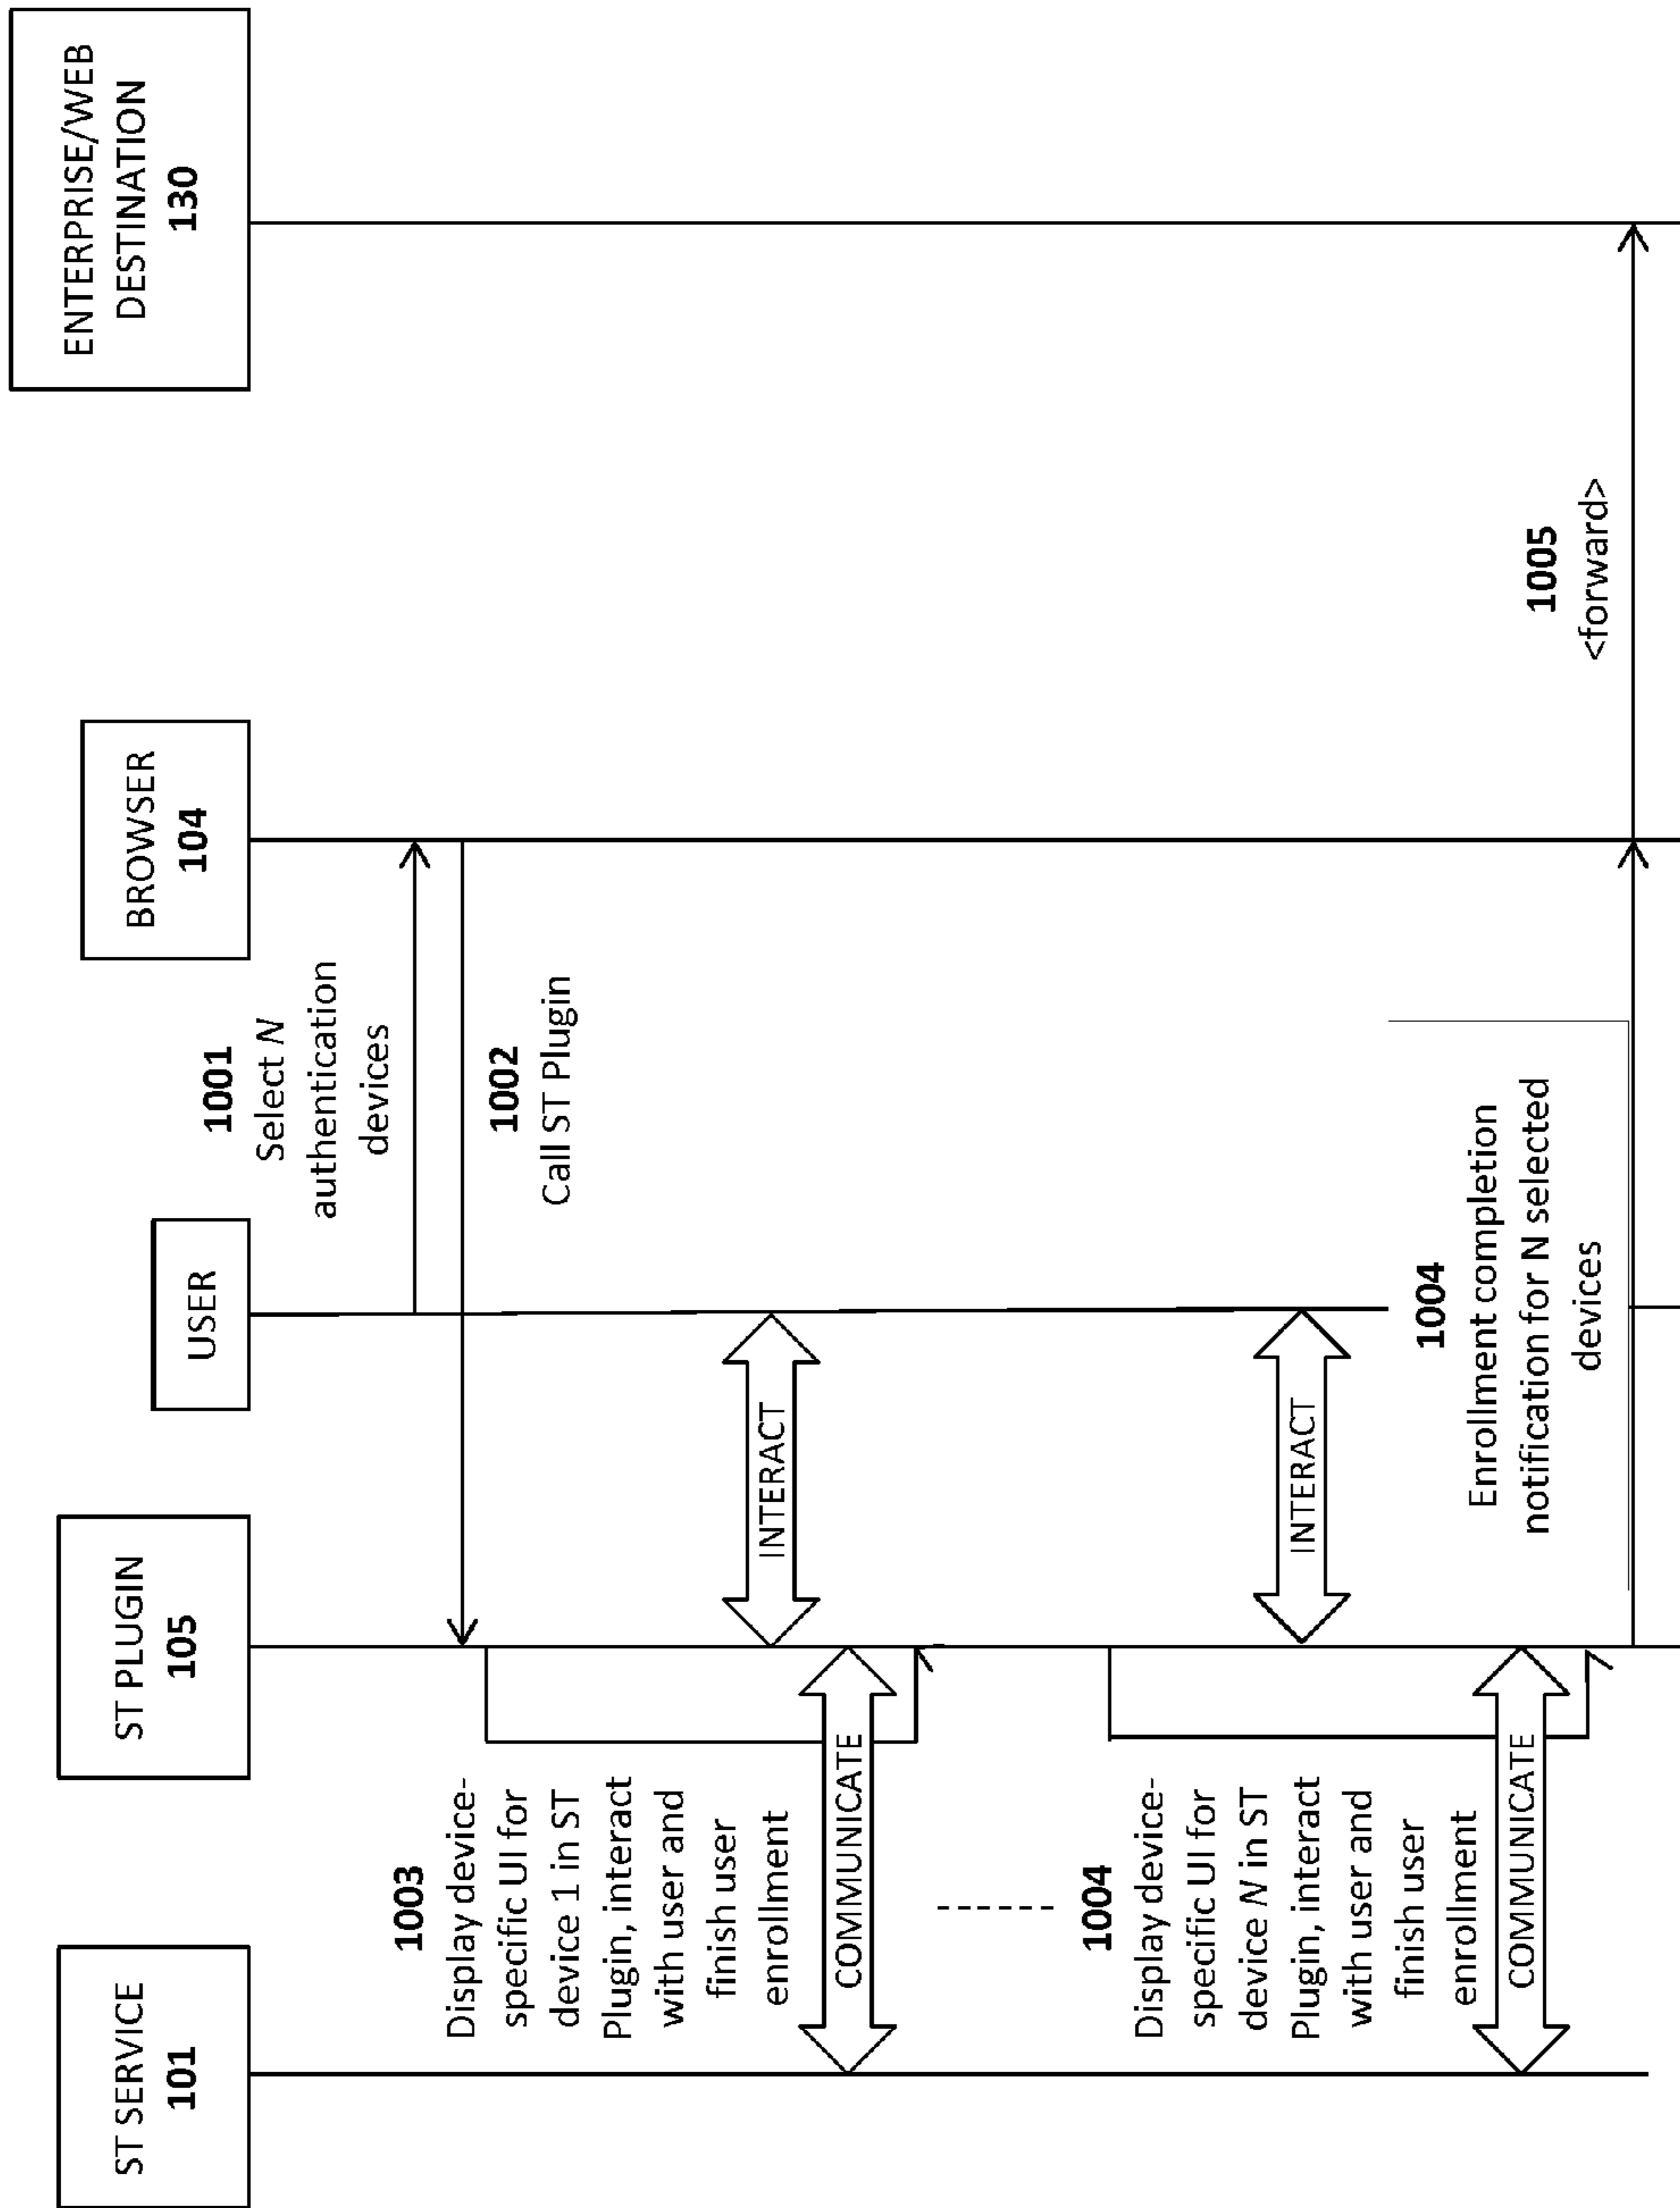 ST SERVICE
101
ST PLUGIN
105
USER
BROWSER
104
ENTERPRISE/WEB
DESTINATION
130
1001
Select N
authentication
devices
1002
Call ST Plugin
1003
Display device-
specific UI for
device 1 in ST
Plugin, interact
with user and
finish user
enrollment
INTERACT
COMMUNICATE
1004
Display device-
specific UI for
device N in ST
Plugin, interact
with user and
finish user
enrollment
INTERACT
COMMUNICATE
1004
Enrollment completion
notification for N selected
devices
1005
<forward>